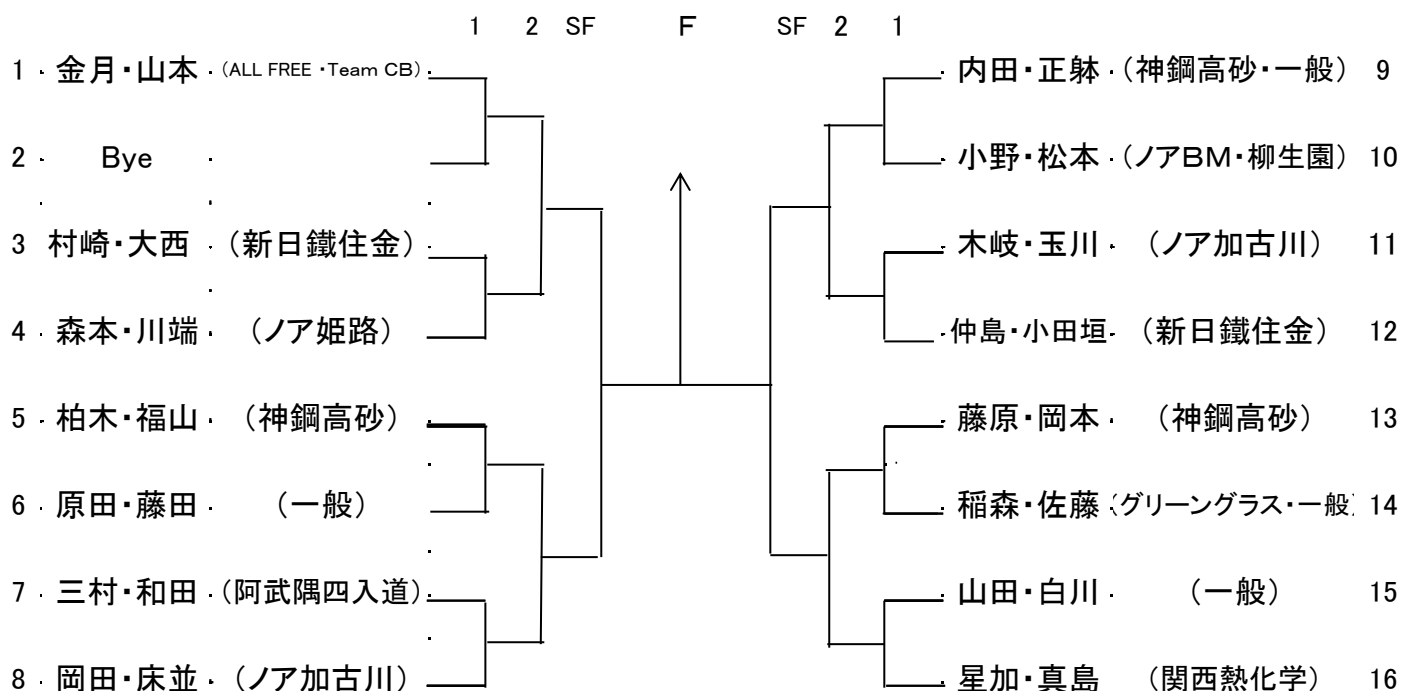 1 2 SF F SF 2 1
1 金月・山本 (ALL FREE ・Team CB) 内田・正躰 (神鋼高砂・一般) 9
2 Bye 小野・松本 (ノアBM・柳生園) 10
3 村崎・大西 (新日鐵住金) 木岐・玉川 (ノア加古川) 11
4 森本・川端 (ノア姫路) 仲島・小田垣 (新日鐵住金) 12
5 柏木・福山 (神鋼高砂) 藤原・岡本 (神鋼高砂) 13
6 原田・藤田 (一般) 稲森・佐藤 (グリーングラス・一般) 14
7 三村・和田 (阿武隅四入道) 山田・白川 (一般) 15
8 岡田・床並 (ノア加古川) 星加・真島 (関西熱化学) 16